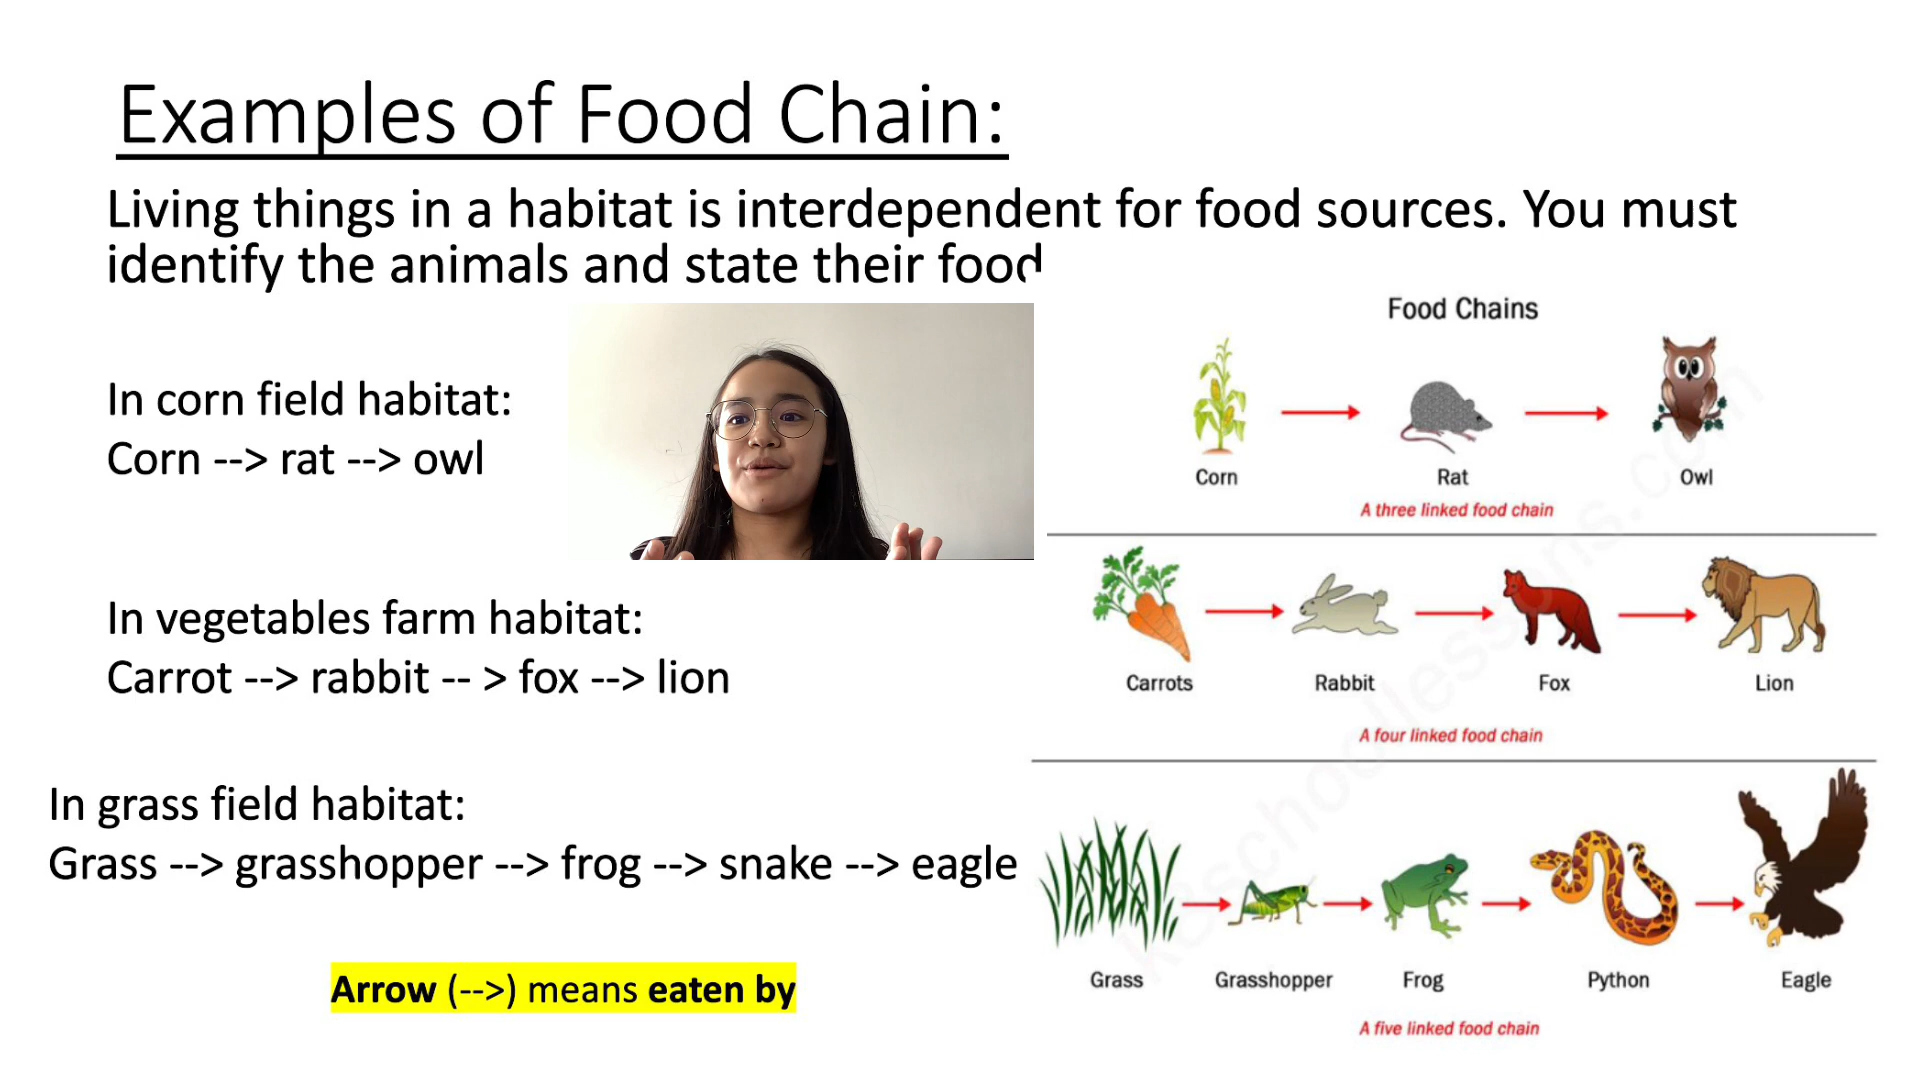 Examples of Food Chain:
Living things in a habitat is interdependent for food sources. You must
identify the animals and state their food
In corn field habitat:
Corn --> rat --> owl
In vegetables farm habitat:
Carrot --> rabbit -- > fox --> lion
In grass field habitat:
Grass --> grasshopper --> frog --> snake --> eagle
Arrow (-->) means eaten by
Food Chains
Corn Rat Owl
A three linked food chain
Carrots Rabbit Fox Lion
A four linked food chain
Grass Grasshopper Frog Python Eagle
A five linked food chain
k8schoollessons.com